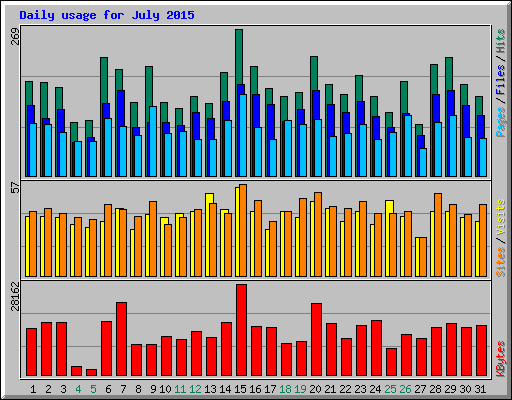 Daily usage for July 2015
269
Pages / Files / Hits
57
Sites / Visits
28162
KBytes
1 2 3 4 5 6 7 8 9 10 11 12 13 14 15 16 17 18 19 20 21 22 23 24 25 26 27 28 29 30 31